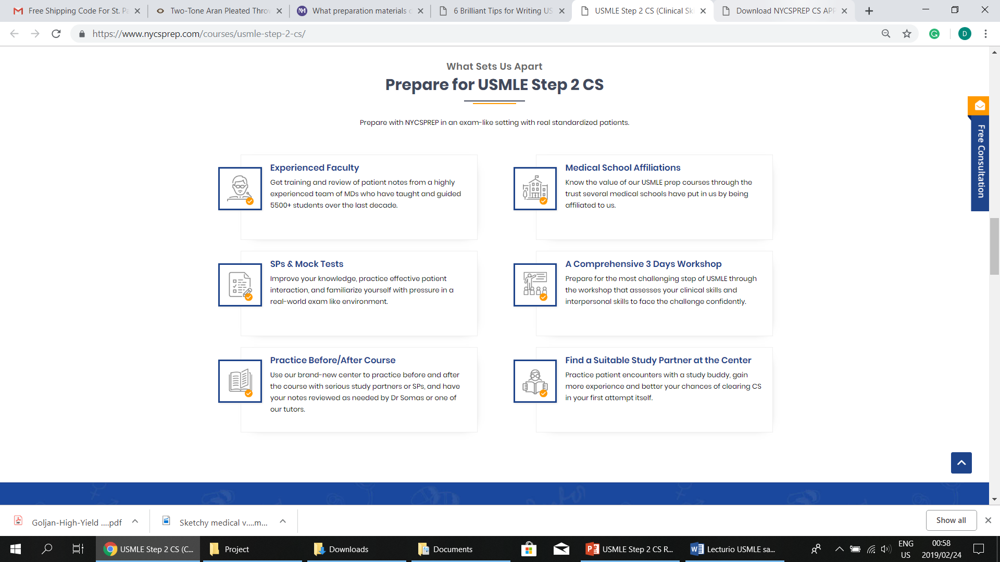 Free Shipping Code For St. Pa
Two-Tone Aran Pleated Throw
What preparation materials
6 Brilliant Tips for Writing US
USMLE Step 2 CS (Clinical Sk
Download NYCSPREP CS APP
https://www.nycsprep.com/courses/usmle-step-2-cs/
D
What Sets Us Apart
Prepare for USMLE Step 2 CS
Prepare with NYCSPREP in an exam-like setting with real standardized patients.
Free Consultation
Experienced Faculty
Get training and review of patient notes from a highly
experienced team of MDs who have taught and guided
5500+ students over the last decade.
Medical School Affiliations
Know the value of our USMLE prep courses through the
trust several medical schools have put in us by being
affiliated to us.
SPs & Mock Tests
Improve your knowledge, practice effective patient
interaction, and familiarize yourself with pressure in a
real-world exam like environment.
A Comprehensive 3 Days Workshop
Prepare for the most challenging step of USMLE through
the workshop that assesses your clinical skills and
interpersonal skills to face the challenge confidently.
Practice Before/After Course
Use our brand-new center to practice before and after
the course with serious study partners or SPs, and have
your notes reviewed as needed by Dr Somas or one of
our tutors.
Find a Suitable Study Partner at the Center
Practice patient encounters with a study buddy, gain
more experience and better your chances of clearing CS
in your first attempt itself.
Goljan-High-Yield ....pdf
Sketchy medical v....m...
Show all
USMLE Step 2 CS (C...
Project
Downloads
Documents
USMLE Step 2 CS R...
Lecturio USMLE sa...
ENG
US
00:58
2019/02/24